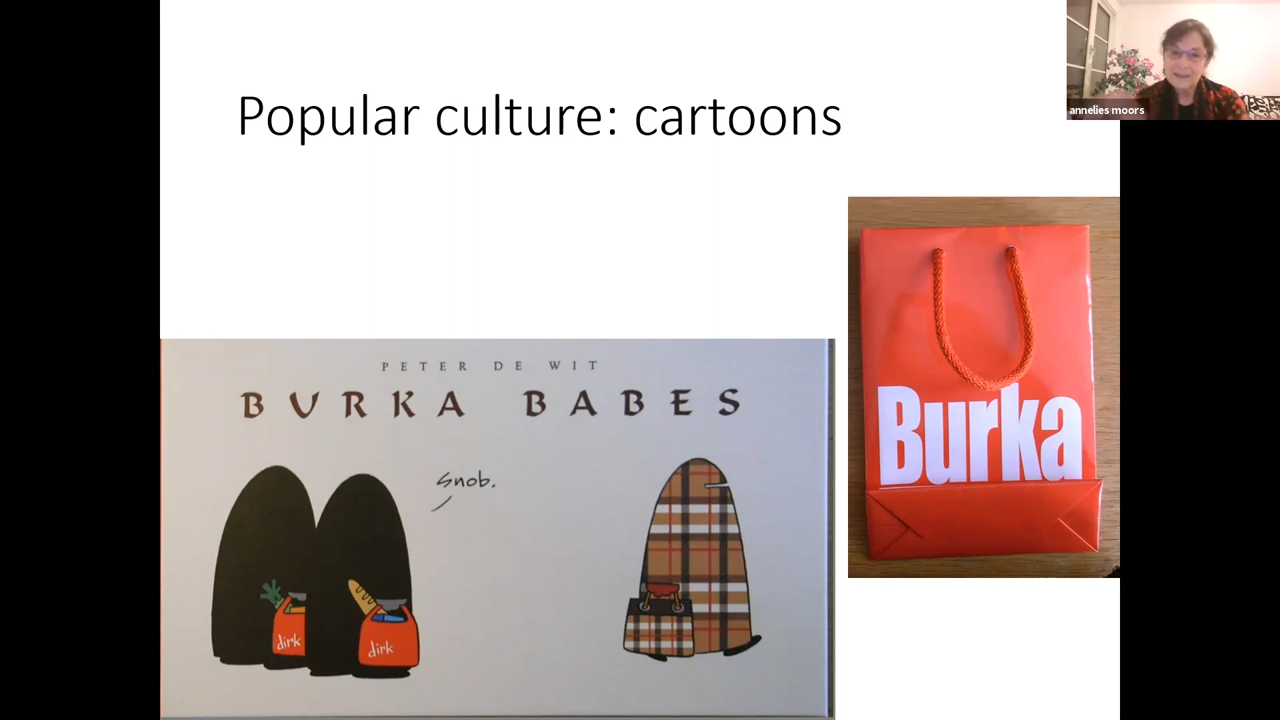 Popular culture: cartoons
annelies moors
PETER DE WIT
BURKA BABES
Snob.
dirk
dirk
Burka